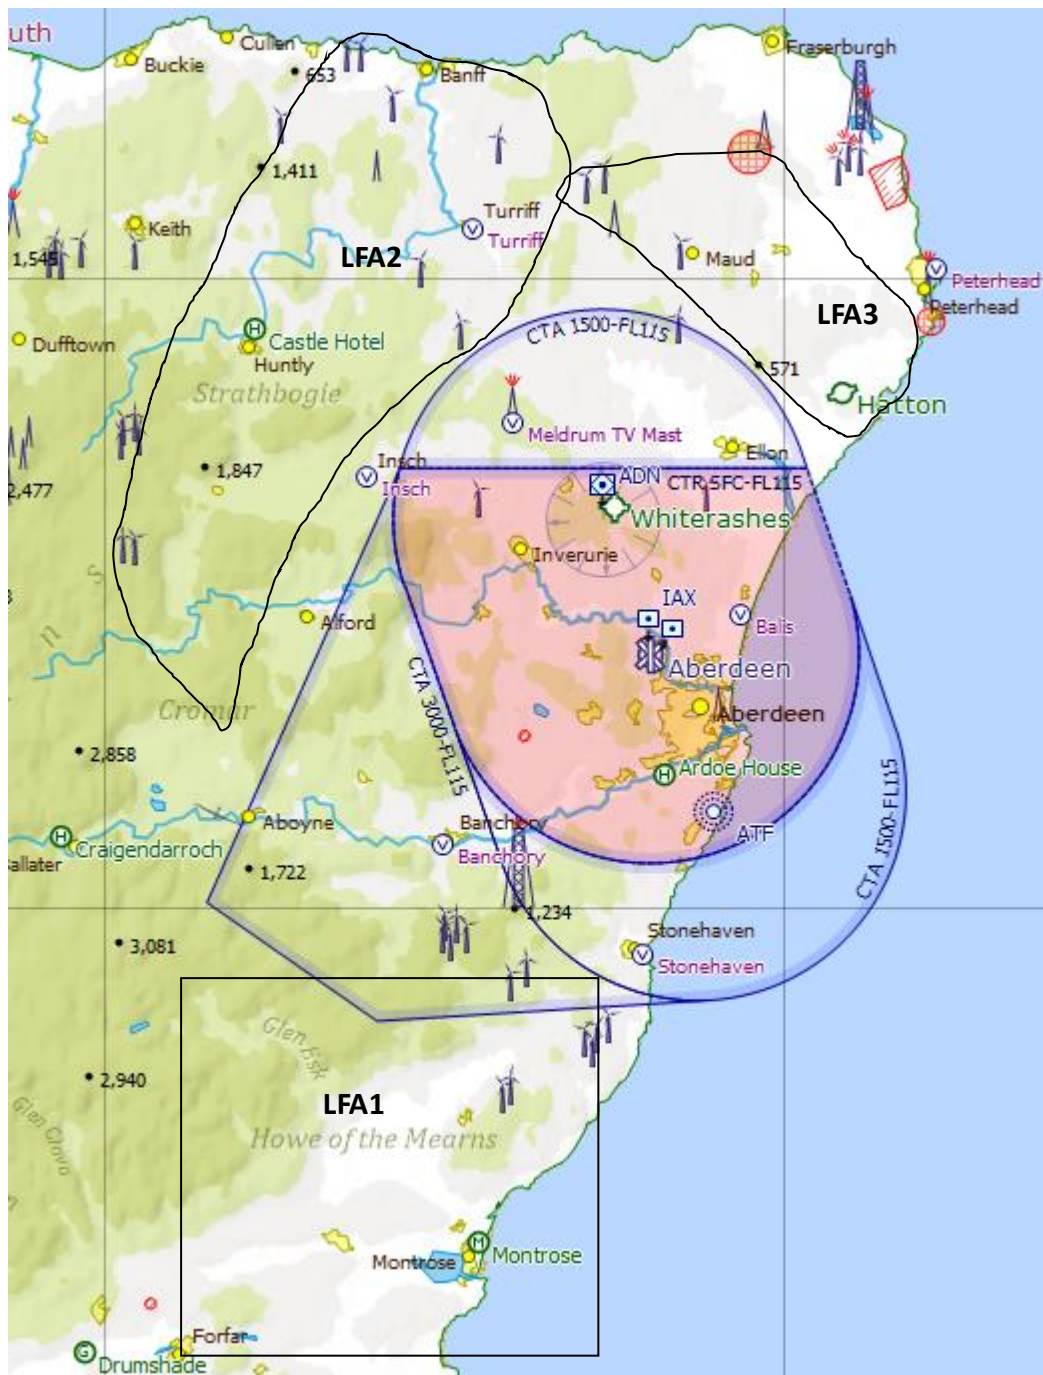 uth
Cullen
Buckie
653
Banff
Fraserburgh
1,411
Keith
Turriff
Turriff
1,545
LFA2
Maud
Peterhead
Peterhead
LFA3
Dufftown
Castle Hotel
Huntly
CTA 1500-FL115
571
Strathbogie
Hatton
Meldrum TV Mast
Ellon
Insch
Insch
1,847
ADN
CTR SFC-FL115
2,477
Whiterashes
Inverurie
S
IAX
Alford
Balis
n
Aberdeen
CTA 3000-FL115
Cromar
Aberdeen
2,858
Ardoe House
CTA 1500-FL115
Aboyne
Banchory
ATF
Craigendarroch
Banchory
allater
1,722
1,234
3,081
Stonehaven
Stonehaven
Glen Esk
2,940
LFA1
Glen Clova
Howe of the Mearns
Montrose
Montrose
Forfar
Drumshade